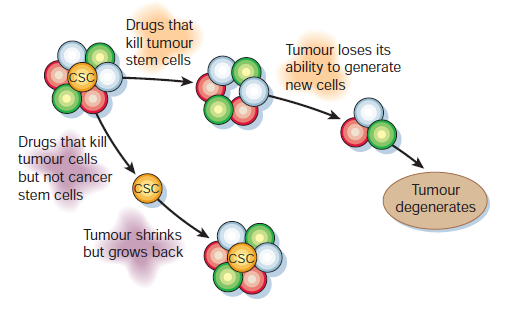 Drugs that
kill tumour
stem cells
Tumour loses its
ability to generate
new cells
CSC
Drugs that kill
tumour cells
but not cancer
stem cells
CSC
Tumour
degenerates
Tumour shrinks
but grows back
CSC